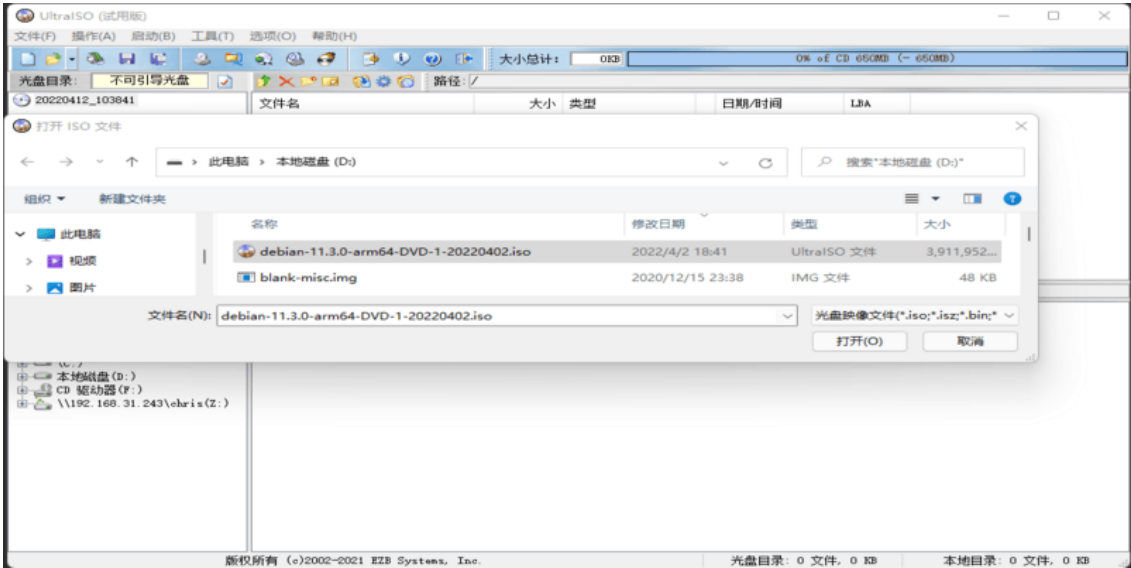 UltraISO (试用版)
文件(F) 操作(A) 启动(B) 工具(T) 选项(O) 帮助(H)
大小总计: 0KB 0% of CD 650MB (- 650MB)
光盘目录: 不可引导光盘 路径: /
20220412_103841 文件名 大小 类型 日期/时间 LBA
打开 ISO 文件
此电脑 › 本地磁盘 (D:) 搜索"本地磁盘 (D:)"
组织 新建文件夹
名称 修改日期 类型 大小
此电脑
debian-11.3.0-arm64-DVD-1-20220402.iso 2022/4/2 18:41 UltraISO 文件 3,911,952...
视频
blank-misc.img 2020/12/15 23:38 IMG 文件 48 KB
图片
文件名(N): debian-11.3.0-arm64-DVD-1-20220402.iso 光盘映像文件(*.iso;*.isz;*.bin;*
打开(O) 取消
(C:)
本地磁盘(D:)
CD 驱动器(F:)
\\192.168.31.243\chris(Z:)
版权所有 (c)2002-2021 EZB Systems, Inc. 光盘目录: 0 文件, 0 KB 本地目录: 0 文件, 0 KB